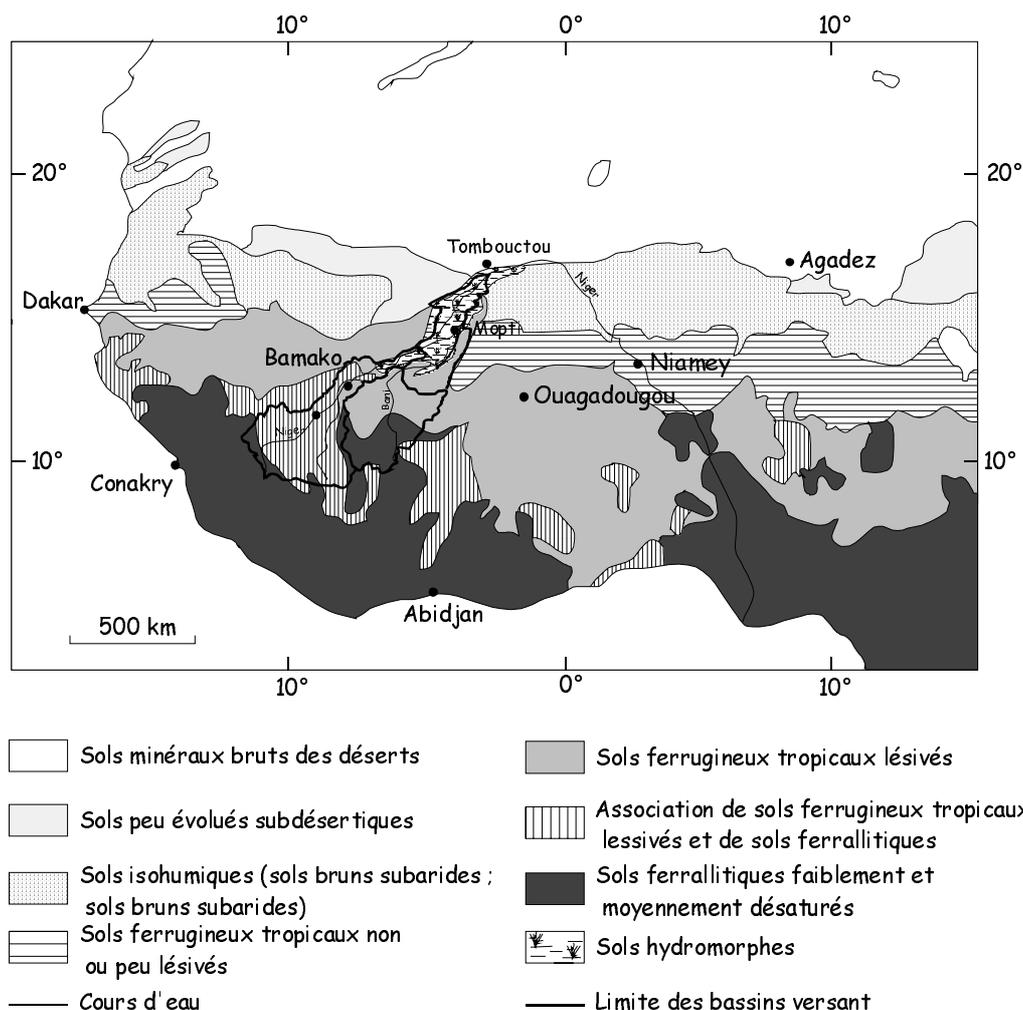 10°
0°
10°
20°
20°
Tombouctou
Agadez
Niger
Dakar
Mopti
Bamako
Niamey
Bani
Ouagadougou
Niger
10°
10°
Conakry
Abidjan
500 km
10°
0°
10°
Sols minéraux bruts des déserts
Sols peu évolués subdésertiques
Sols isohumiques (sols bruns subarides ;
sols bruns subarides)
Sols ferrugineux tropicaux non
ou peu lésivés
Cours d'eau
Sols ferrugineux tropicaux lésivés
Association de sols ferrugineux tropicaux
lessivés et de sols ferrallitiques
Sols ferrallitiques faiblement et
moyennement désaturés
Sols hydromorphes
Limite des bassins versant